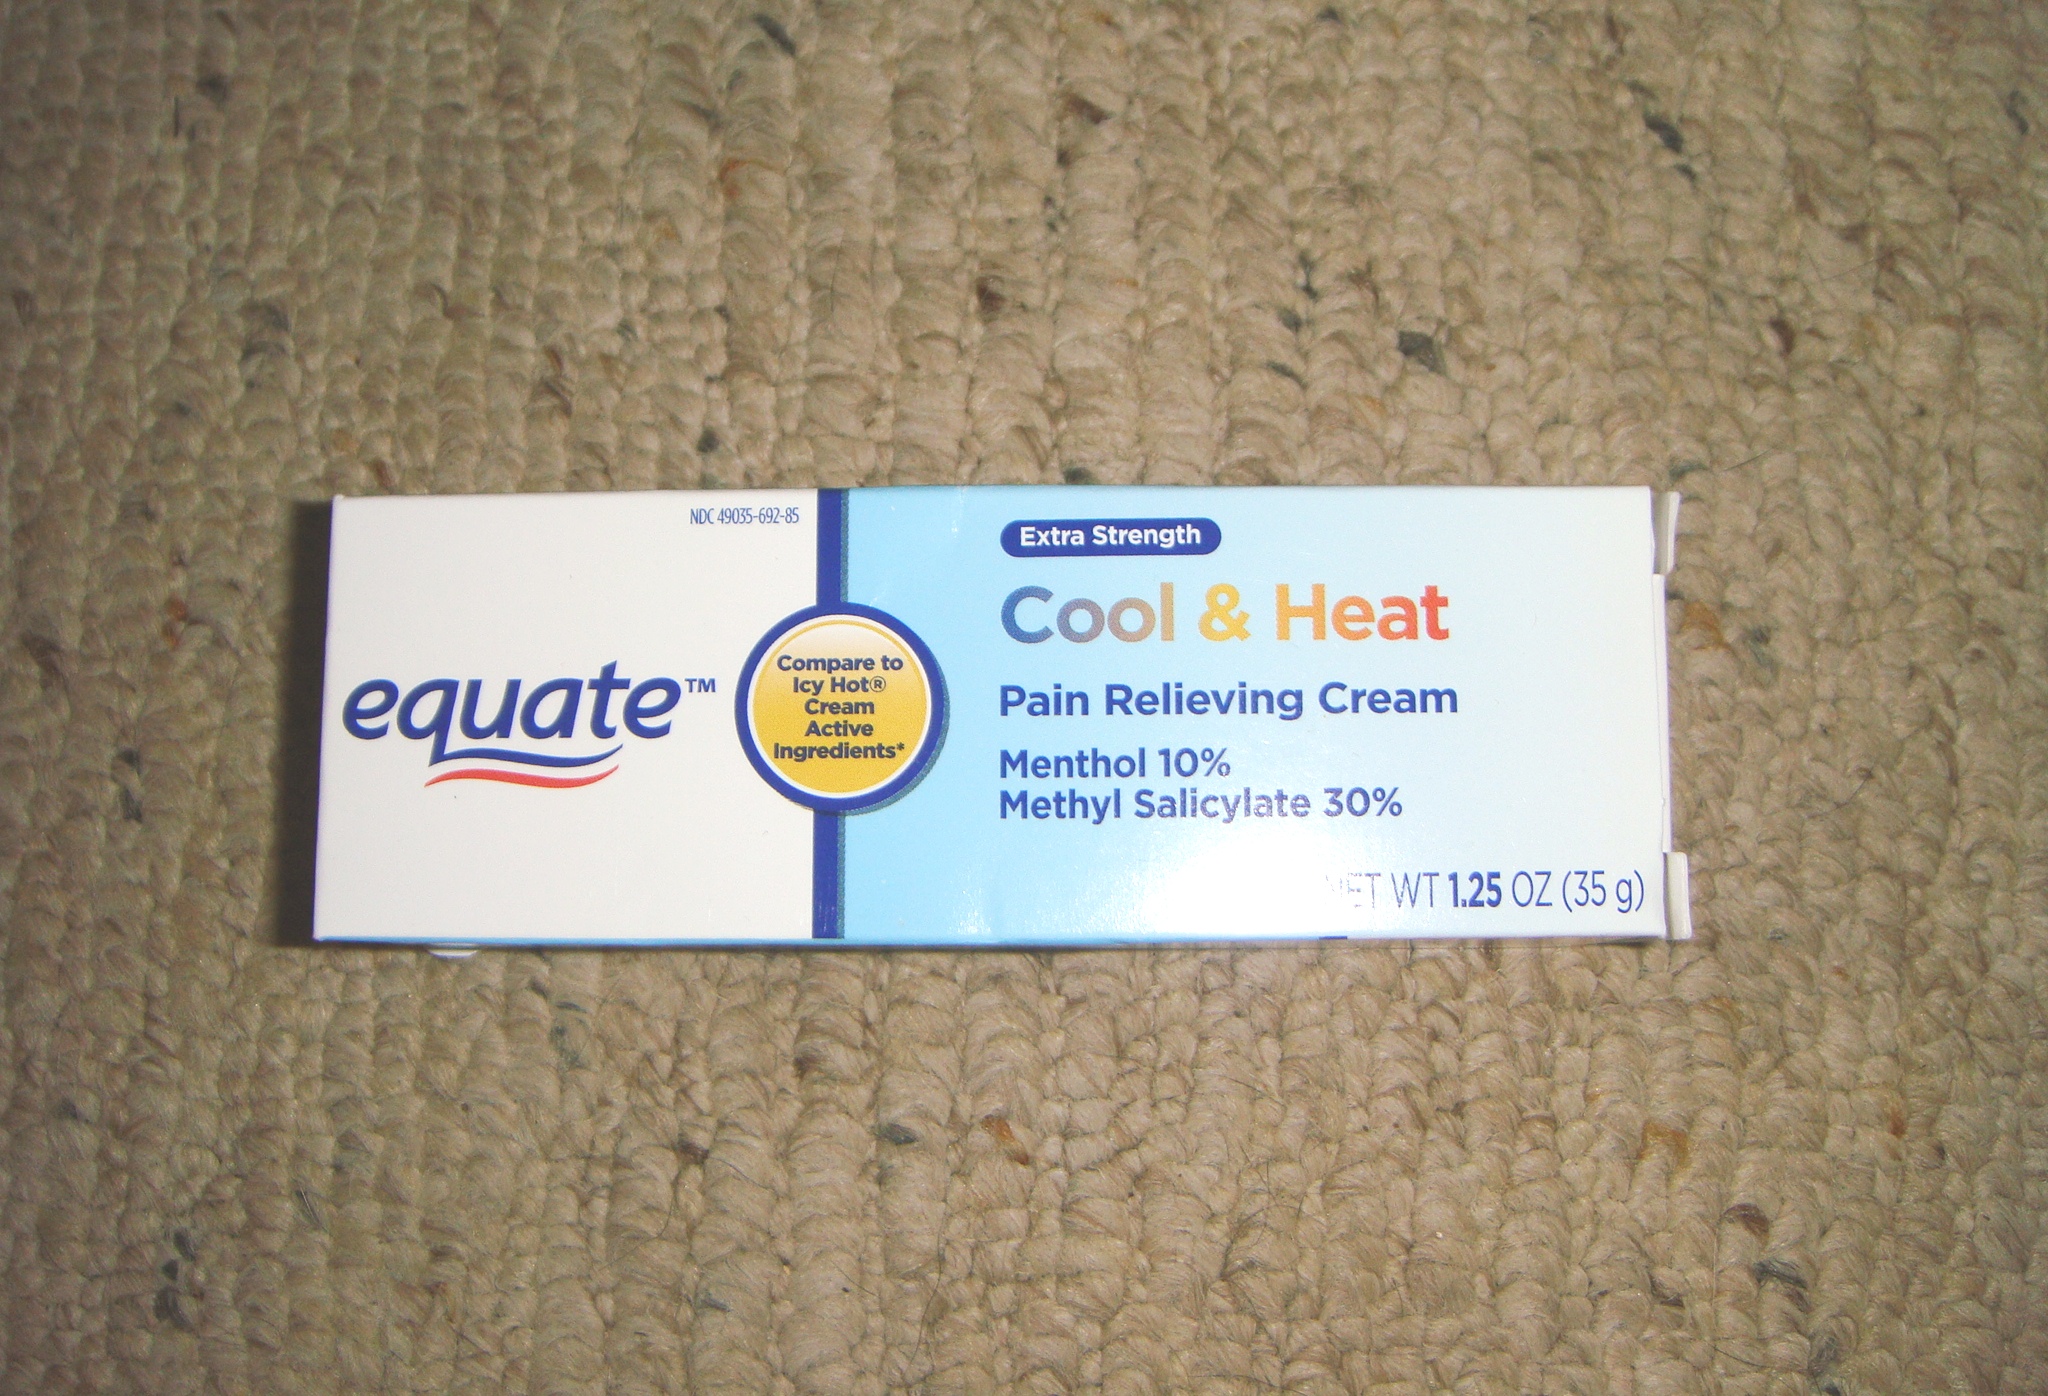 NDC 49035-692-85
equate™
Compare to
Icy Hot®
Cream
Active
Ingredients*
Extra Strength
Cool & Heat
Pain Relieving Cream
Menthol 10%
Methyl Salicylate 30%
NET WT 1.25 OZ (35 g)